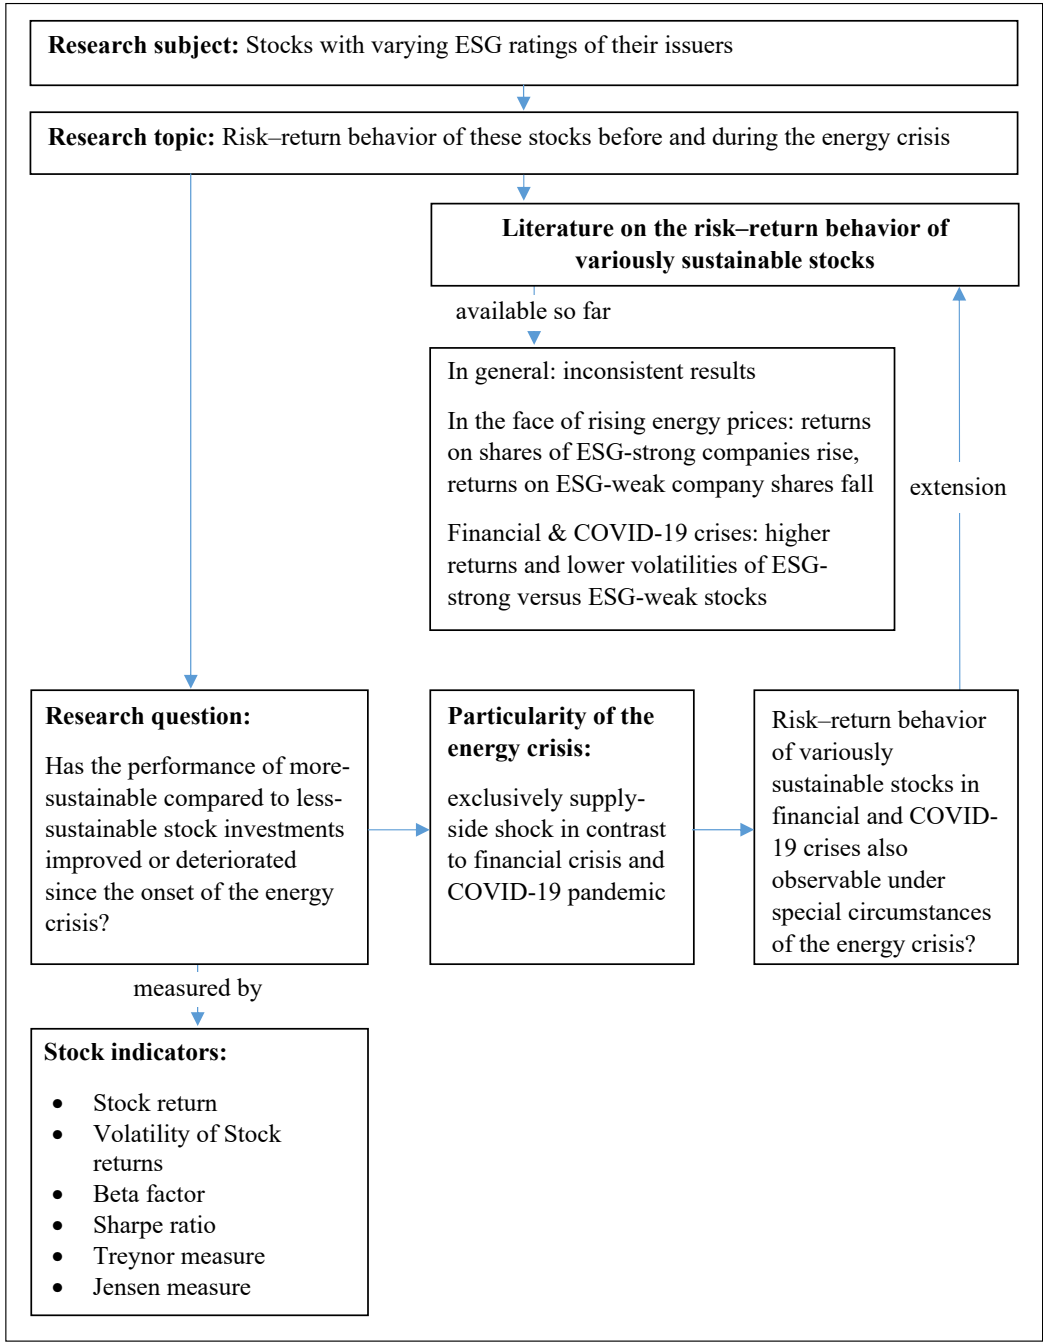 Research subject: Stocks with varying ESG ratings of their issuers
Research topic: Risk–return behavior of these stocks before and during the energy crisis
Literature on the risk–return behavior of
variously sustainable stocks
available so far
In general: inconsistent results
In the face of rising energy prices: returns
on shares of ESG-strong companies rise,
returns on ESG-weak company shares fall
Financial & COVID-19 crises: higher
returns and lower volatilities of ESG-
strong versus ESG-weak stocks
extension
Research question:
Has the performance of more-
sustainable compared to less-
sustainable stock investments
improved or deteriorated
since the onset of the energy
crisis?
Particularity of the
energy crisis:
exclusively supply-
side shock in contrast
to financial crisis and
COVID-19 pandemic
Risk–return behavior
of variously
sustainable stocks in
financial and COVID-
19 crises also
observable under
special circumstances
of the energy crisis?
measured by
Stock indicators:
• Stock return
• Volatility of Stock
returns
• Beta factor
• Sharpe ratio
• Treynor measure
• Jensen measure